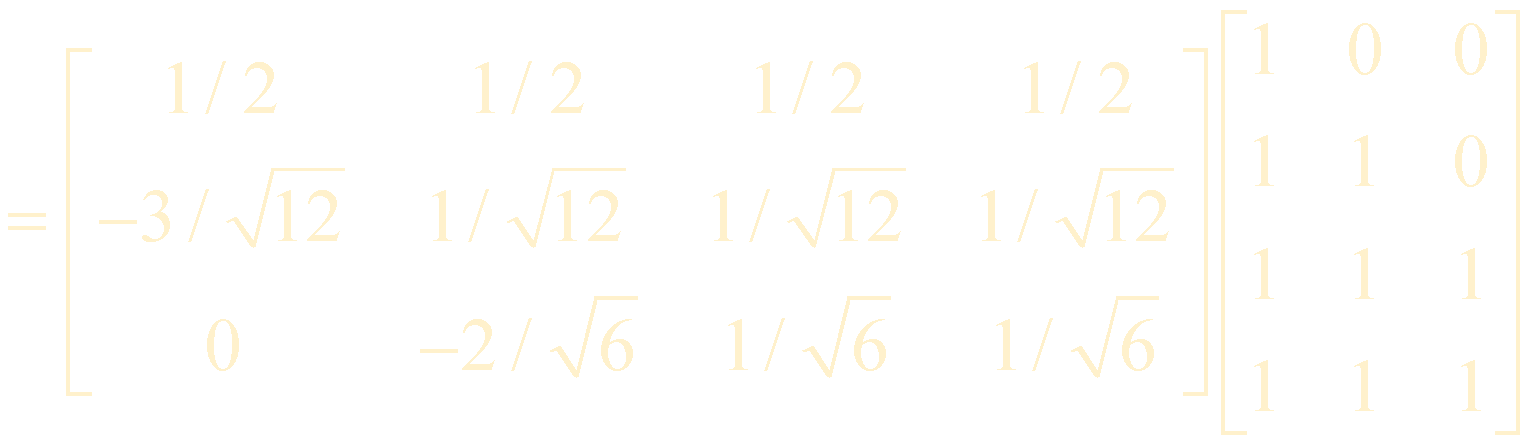 = [ 1/2 1/2 1/2 1/2 ] [ 1 0 0 ]
[ -3/√12 1/√12 1/√12 1/√12 ] [ 1 1 0 ]
[ 0 -2/√6 1/√6 1/√6 ] [ 1 1 1 ]
[ 1 1 1 ]